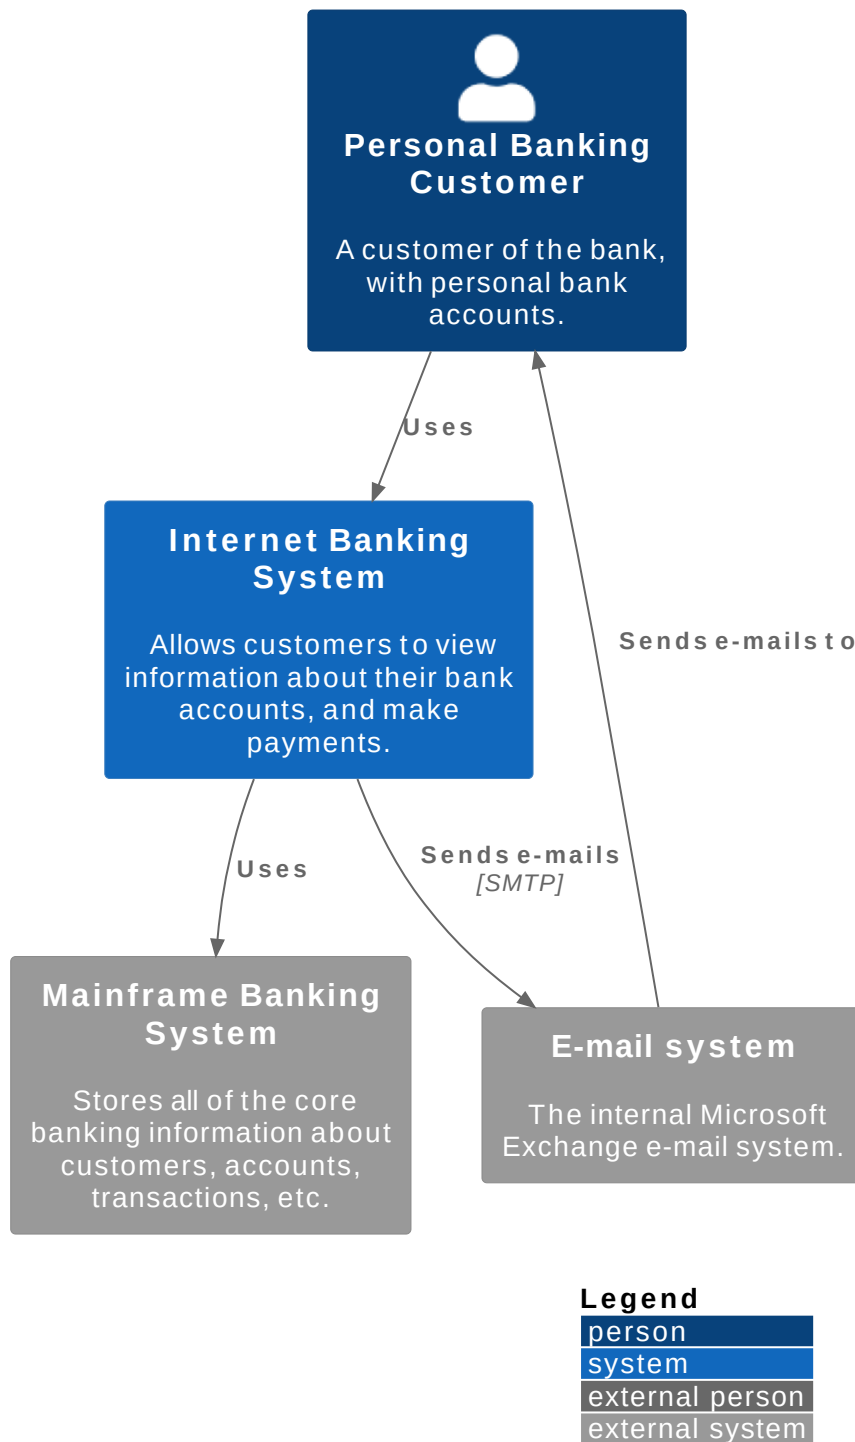 Personal Banking
Customer
A customer of the bank,
with personal bank
accounts.
Uses
Internet Banking
System
Allows customers to view
information about their bank
accounts, and make
payments.
Sends e-mails to
Uses
Sends e-mails
[SMTP]
Mainframe Banking
System
Stores all of the core
banking information about
customers, accounts,
transactions, etc.
E-mail system
The internal Microsoft
Exchange e-mail system.
Legend
person
system
external person
external system